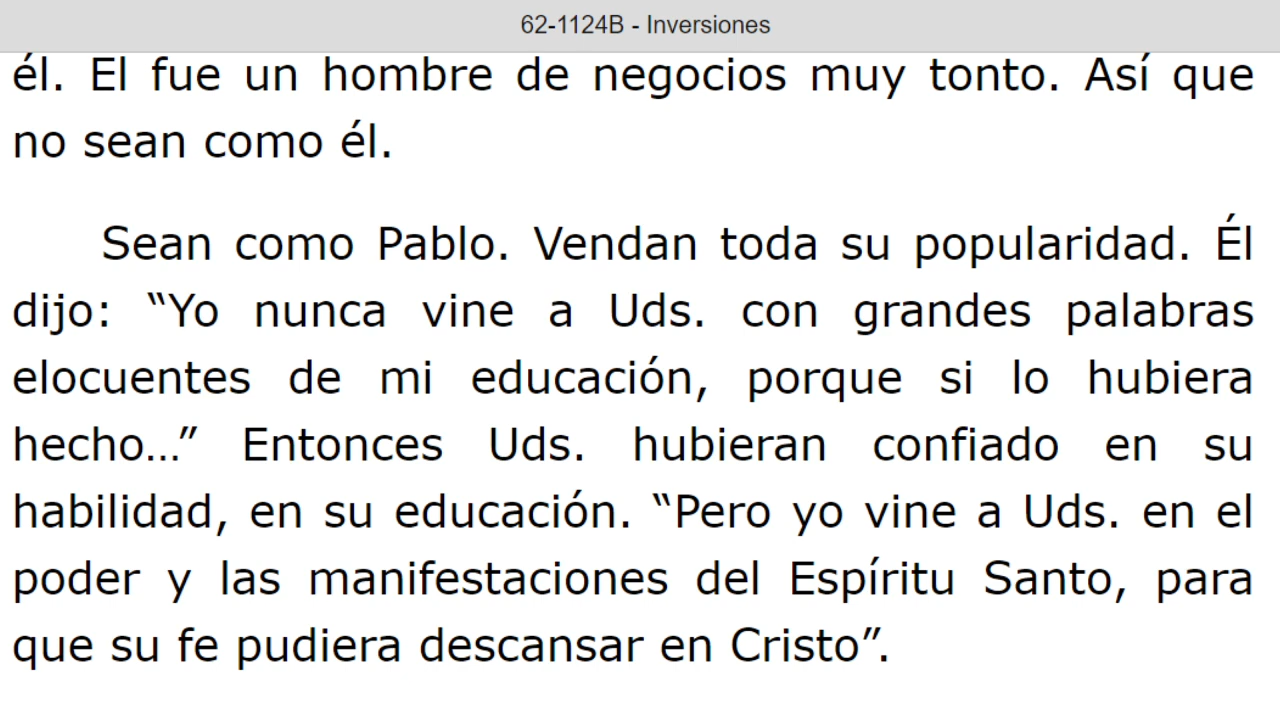 62-1124B - Inversiones
él. El fue un hombre de negocios muy tonto. Así que
no sean como él.
Sean como Pablo. Vendan toda su popularidad. Él
dijo: “Yo nunca vine a Uds. con grandes palabras
elocuentes de mi educación, porque si lo hubiera
hecho…” Entonces Uds. hubieran confiado en su
habilidad, en su educación. “Pero yo vine a Uds. en el
poder y las manifestaciones del Espíritu Santo, para
que su fe pudiera descansar en Cristo”.